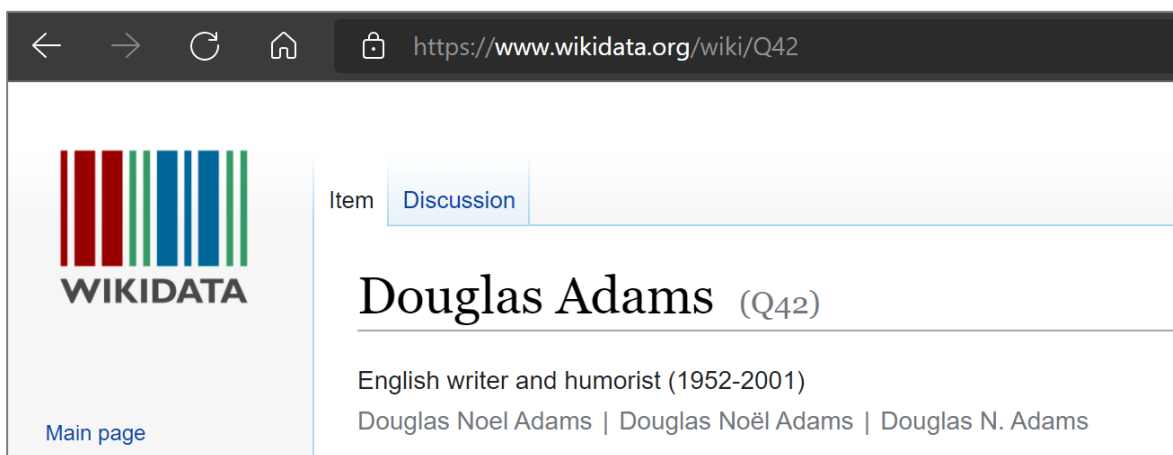 https://www.wikidata.org/wiki/Q42
WIKIDATA
Main page
Item Discussion
Douglas Adams (Q42)
English writer and humorist (1952-2001)
Douglas Noel Adams | Douglas Noël Adams | Douglas N. Adams